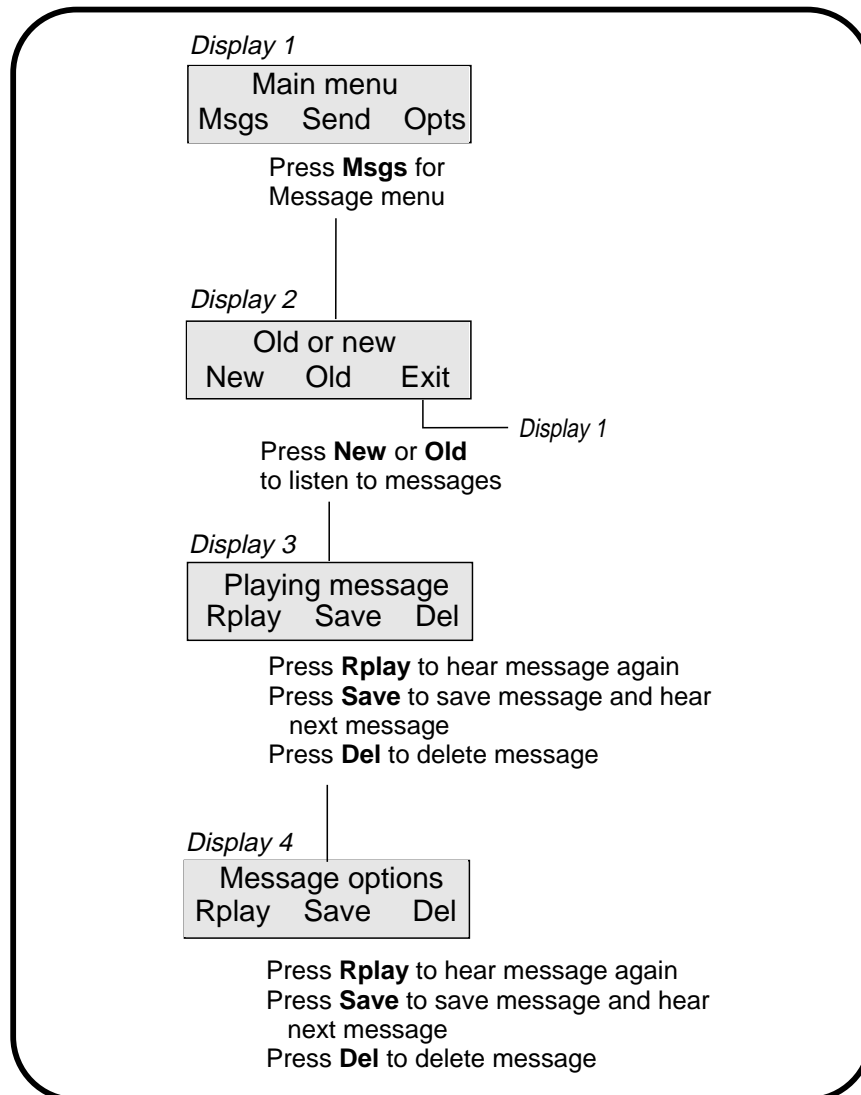 Display 1
Main menu
Msgs Send Opts
Press Msgs for
Message menu
Display 2
Old or new
New Old Exit
Display 1
Press New or Old
to listen to messages
Display 3
Playing message
Rplay Save Del
Press Rplay to hear message again
Press Save to save message and hear
next message
Press Del to delete message
Display 4
Message options
Rplay Save Del
Press Rplay to hear message again
Press Save to save message and hear
next message
Press Del to delete message